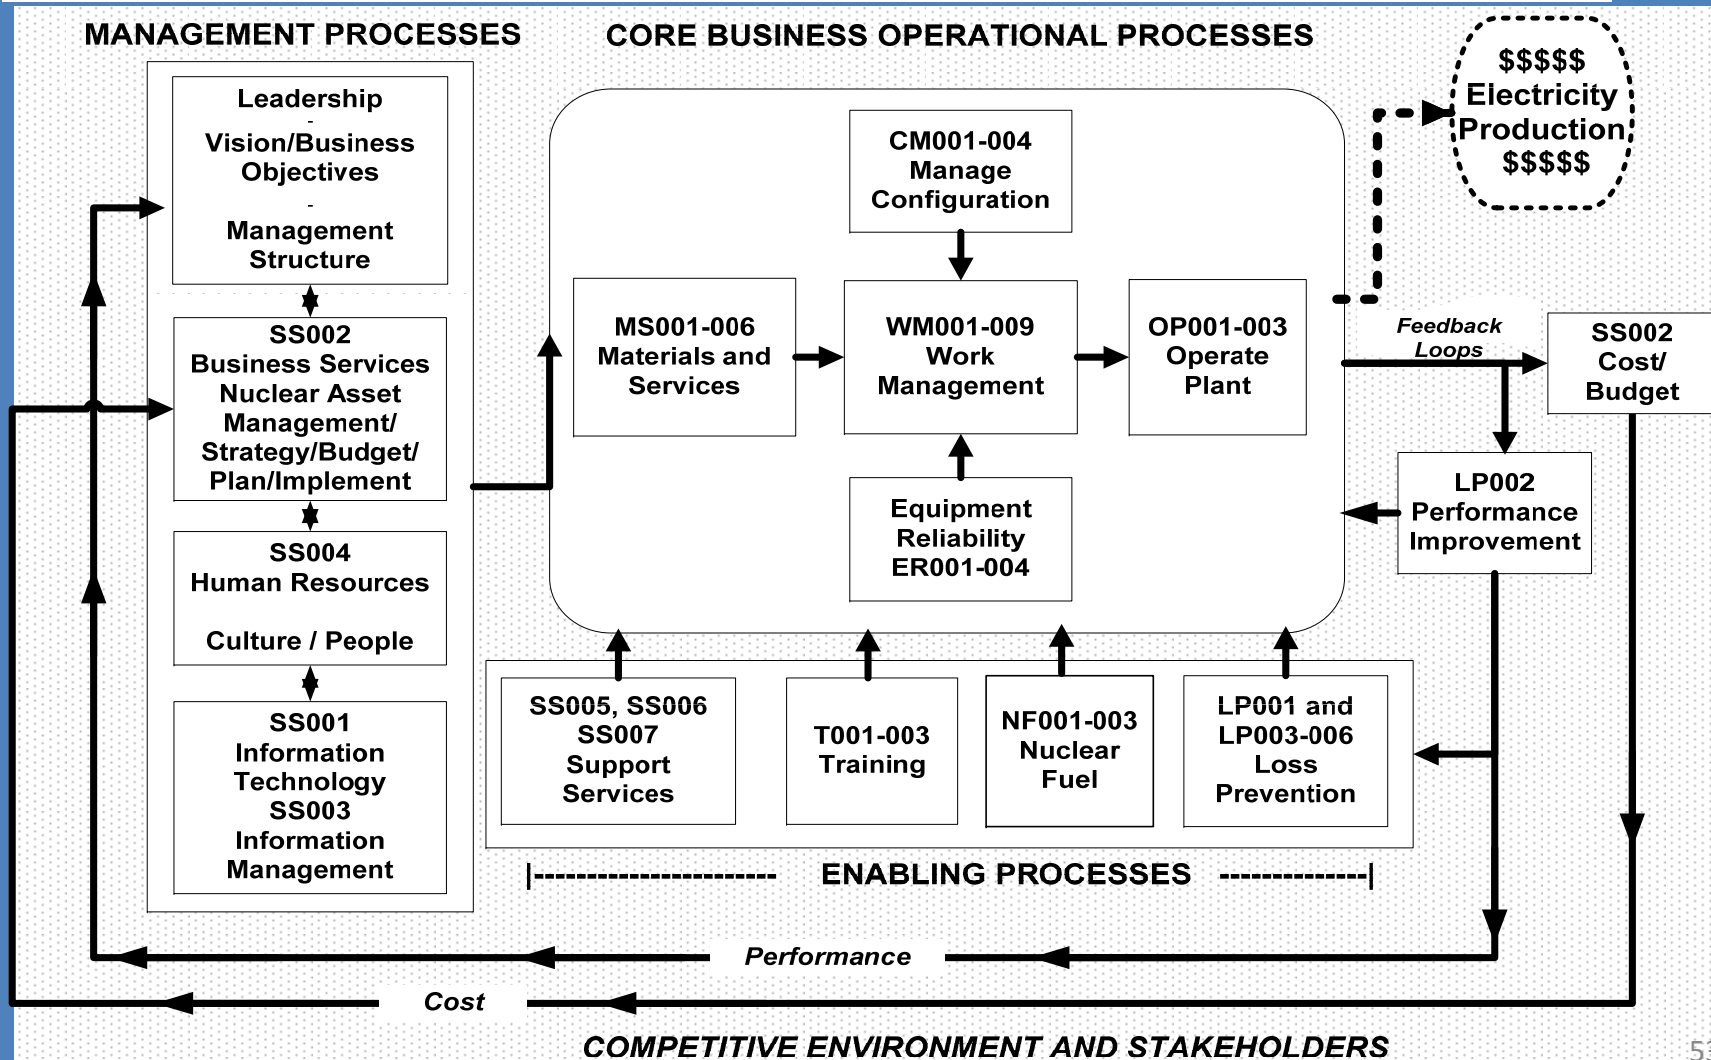 MANAGEMENT PROCESSES
Leadership
-
Vision/Business
Objectives
-
Management
Structure
SS002
Business Services
Nuclear Asset
Management/
Strategy/Budget/
Plan/Implement
SS004
Human Resources
Culture / People
SS001
Information
Technology
SS003
Information
Management
CORE BUSINESS OPERATIONAL PROCESSES
CM001-004
Manage
Configuration
MS001-006
Materials and
Services
WM001-009
Work
Management
OP001-003
Operate
Plant
Equipment
Reliability
ER001-004
$$$$$
Electricity
Production
$$$$$
Feedback
Loops
SS002
Cost/
Budget
LP002
Performance
Improvement
SS005, SS006
SS007
Support
Services
T001-003
Training
NF001-003
Nuclear
Fuel
LP001 and
LP003-006
Loss
Prevention
ENABLING PROCESSES
Performance
Cost
COMPETITIVE ENVIRONMENT AND STAKEHOLDERS